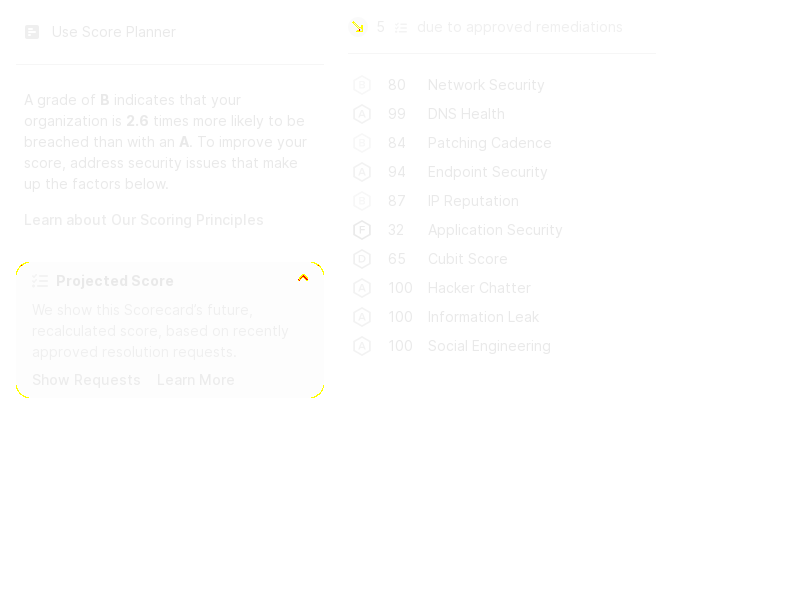 Use Score Planner
A grade of B indicates that your
organization is 2.6 times more likely to be
breached than with an A. To improve your
score, address security issues that make
up the factors below.
Learn about Our Scoring Principles
Projected Score
We show this Scorecard's future,
recalculated score, based on recently
approved resolution requests.
Show Requests Learn More
5 due to approved remediations
B 80 Network Security
A 99 DNS Health
B 84 Patching Cadence
A 94 Endpoint Security
B 87 IP Reputation
F 32 Application Security
D 65 Cubit Score
A 100 Hacker Chatter
A 100 Information Leak
A 100 Social Engineering